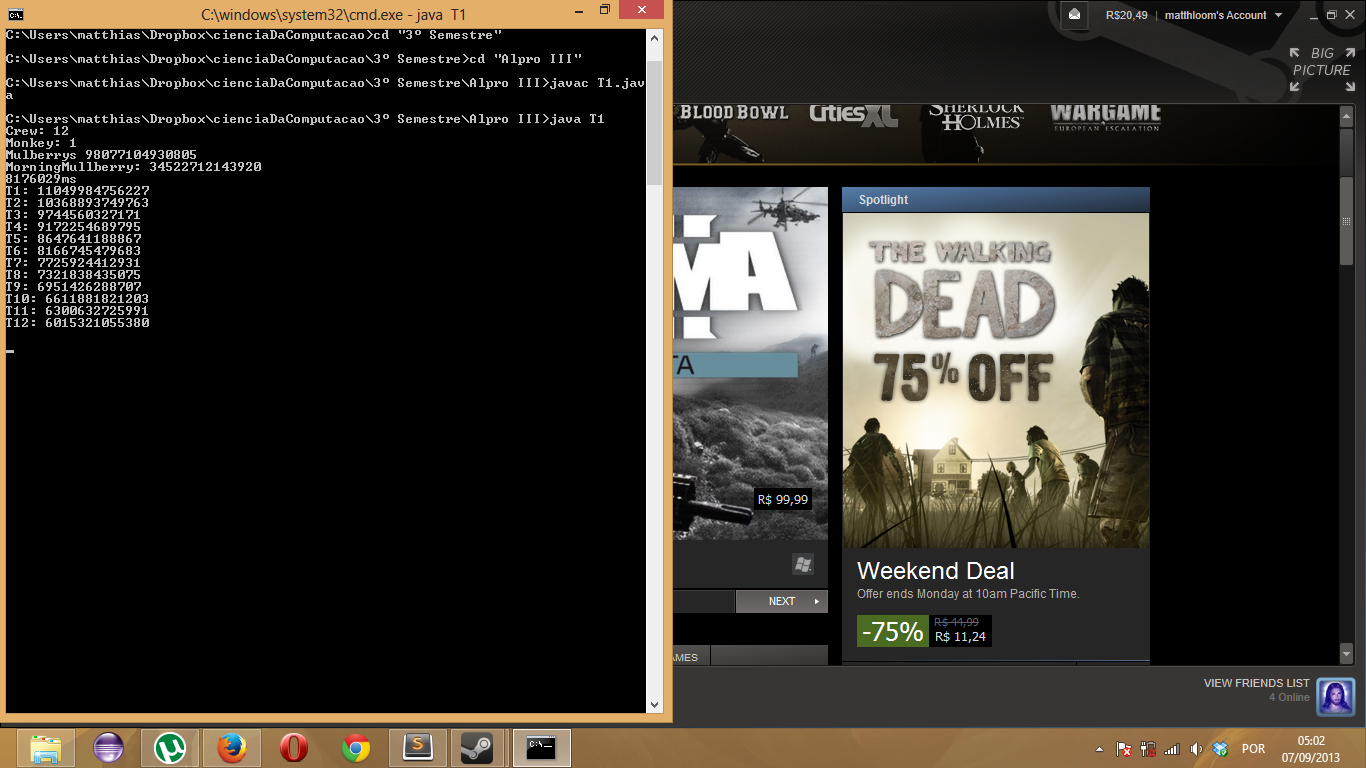 C:\windows\system32\cmd.exe - java T1
C:\Users\matthias\Dropbox\cienciaDaComputacao>cd "3º Semestre"
C:\Users\matthias\Dropbox\cienciaDaComputacao\3º Semestre>cd "Alpro III"
C:\Users\matthias\Dropbox\cienciaDaComputacao\3º Semestre\Alpro III>javac T1.jav
a
C:\Users\matthias\Dropbox\cienciaDaComputacao\3º Semestre\Alpro III>java T1
Crew: 12
Monkey: 1
Mulberrys 98077104930805
MorningMullberry: 34522712143920
8176029ms
T1: 11049984756227
T2: 10368893749763
T3: 9744560327171
T4: 9172254689795
T5: 8647641188867
T6: 8166745479683
T7: 7725924412931
T8: 7321838435075
T9: 6951426288707
T10: 6611881821203
T11: 6300632725991
T12: 6015321055380
R$20,49 | matthloom's Account
BIG
PICTURE
BLOOD BOWL
CITIES XL
SHERLOCK
HOLMES
WARGAME
EUROPEAN ESCALATION
MA
TA
R$ 99,99
NEXT
AMES
Spotlight
THE WALKING
DEAD
75% OFF
Weekend Deal
Offer ends Monday at 10am Pacific Time.
-75%
R$ 44,99
R$ 11,24
VIEW FRIENDS LIST
4 Online
POR
05:02
07/09/2013